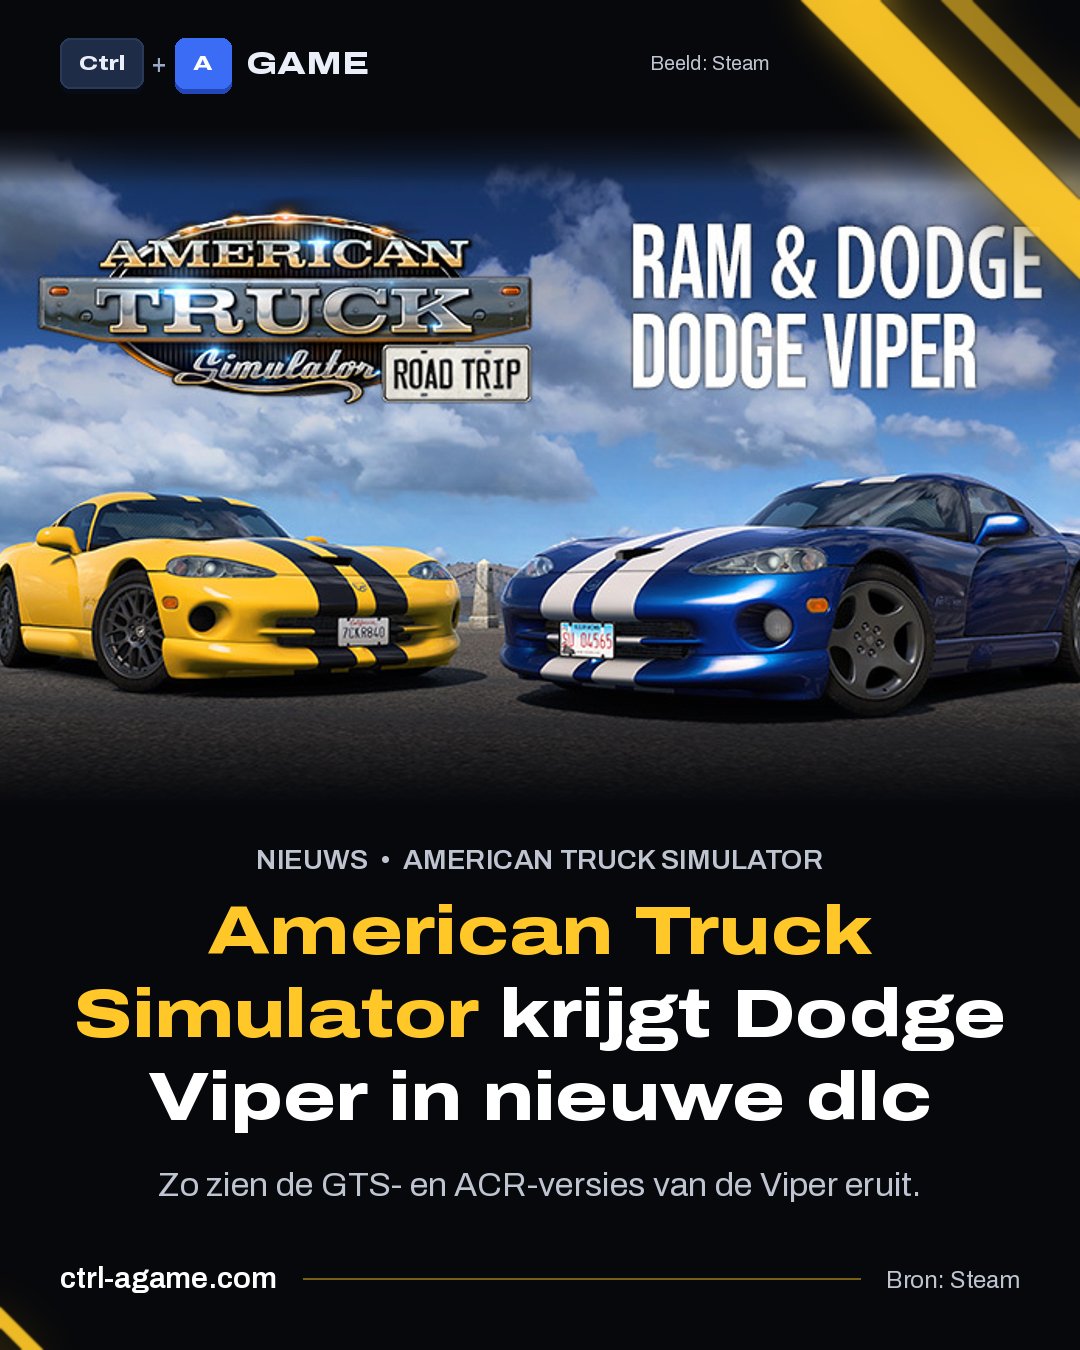 Ctrl + A GAME
Beeld: Steam
AMERICAN
TRUCK
Simulator
ROAD TRIP
RAM & DODGE
DODGE VIPER
7CKR840
04565
NIEUWS • AMERICAN TRUCK SIMULATOR
American Truck
Simulator krijgt Dodge
Viper in nieuwe dlc
Zo zien de GTS- en ACR-versies van de Viper eruit.
ctrl-agame.com
Bron: Steam